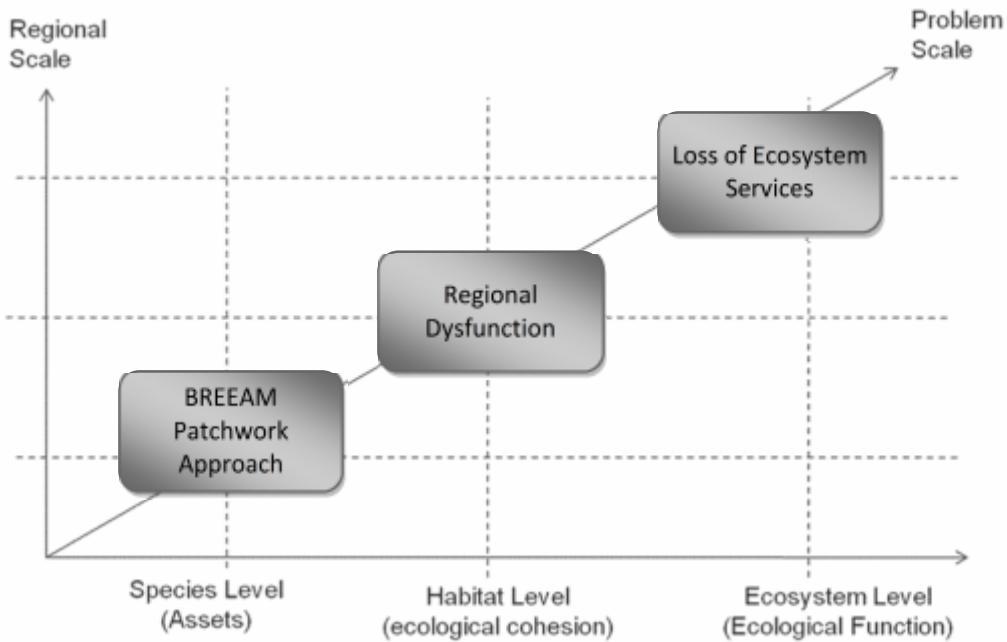 Regional
Scale
Problem
Scale
Loss of Ecosystem
Services
Regional
Dysfunction
BREEAM
Patchwork
Approach
Species Level
(Assets)
Habitat Level
(ecological cohesion)
Ecosystem Level
(Ecological Function)